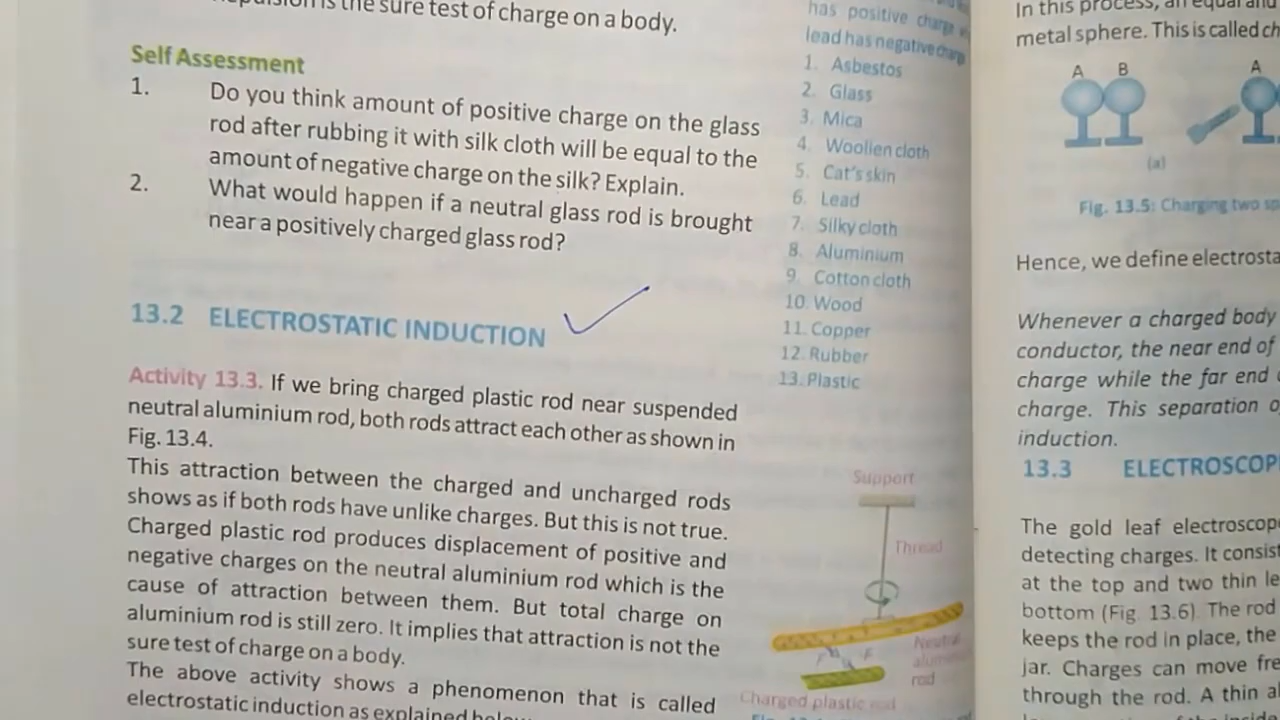 is the sure test of charge on a body.
Self Assessment
1. Do you think amount of positive charge on the glass
rod after rubbing it with silk cloth will be equal to the
amount of negative charge on the silk? Explain.
2. What would happen if a neutral glass rod is brought
near a positively charged glass rod?
13.2 ELECTROSTATIC INDUCTION
Activity 13.3. If we bring charged plastic rod near suspended
neutral aluminium rod, both rods attract each other as shown in
Fig. 13.4.
This attraction between the charged and uncharged rods
shows as if both rods have unlike charges. But this is not true.
Charged plastic rod produces displacement of positive and
negative charges on the neutral aluminium rod which is the
cause of attraction between them. But total charge on
aluminium rod is still zero. It implies that attraction is not the
sure test of charge on a body.
The above activity shows a phenomenon that is called
electrostatic induction as explained
has positive charge
lead has negative
1. Asbestos
2. Glass
3. Mica
4. Woollen cloth
5. Cat's skin
6. Lead
7. Silky cloth
8. Aluminium
9. Cotton cloth
10. Wood
11. Copper
12. Rubber
13. Plastic
Support
Thread
Neutral
rod
F F
Charged plastic rod
In this process, an equal and
metal sphere. This is called
A B A
(a)
Fig. 13.5: Charging two
Hence, we define
Whenever a charged body
conductor, the near end of
charge while the far end
charge. This separation
induction.
13.3
The gold leaf
detecting charges. It
at the top and two thin
bottom (Fig. 13.6). The rod
keeps the rod in place, the
jar. Charges can move
through the rod. A thin